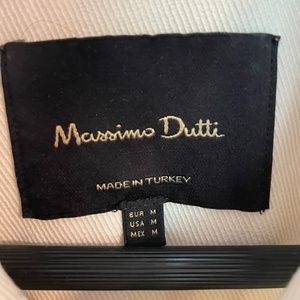 Massimo Dutti
MADE IN TURKEY
EUR M
USA M
MEX M